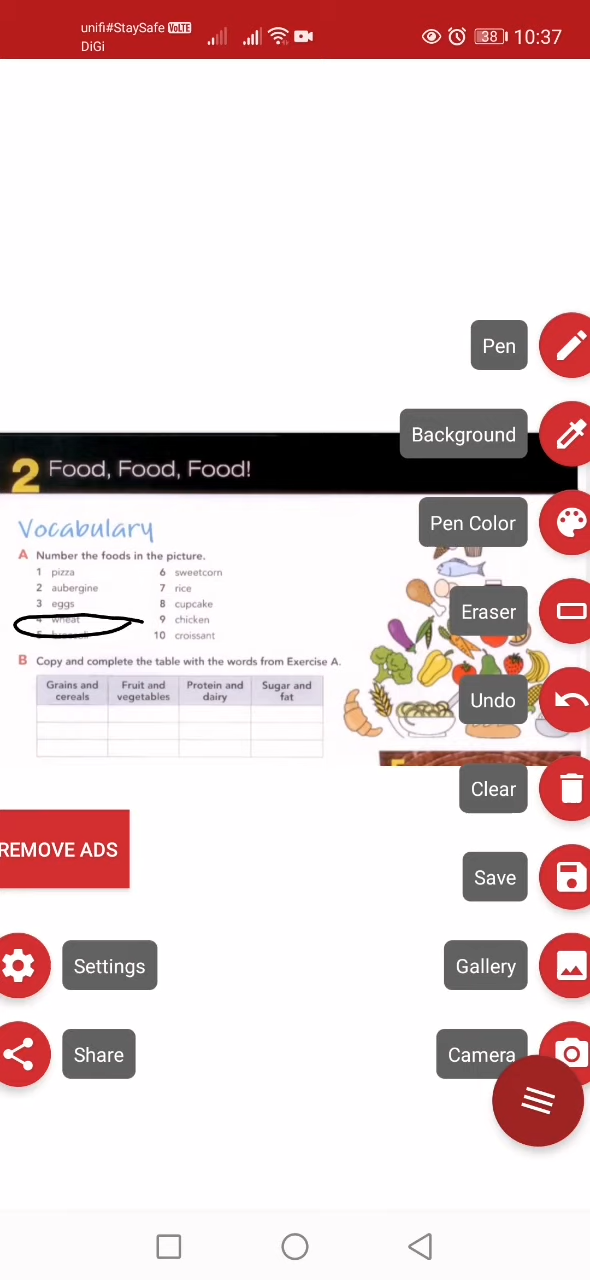 unifi#StaySafe VoLTE
DiGi
38 10:37
Pen
Background
2 Food, Food, Food!
Pen Color
Vocabulary
A Number the foods in the picture.
1 pizza
2 aubergine
3 eggs
4 wheat
5
6 sweetcorn
7 rice
8 cupcake
9 chicken
10 croissant
Eraser
B Copy and complete the table with the words from Exercise A.
Grains and cereals
Fruit and vegetables
Protein and dairy
Sugar and fat
Undo
Clear
REMOVE ADS
Save
Settings
Gallery
Share
Camera